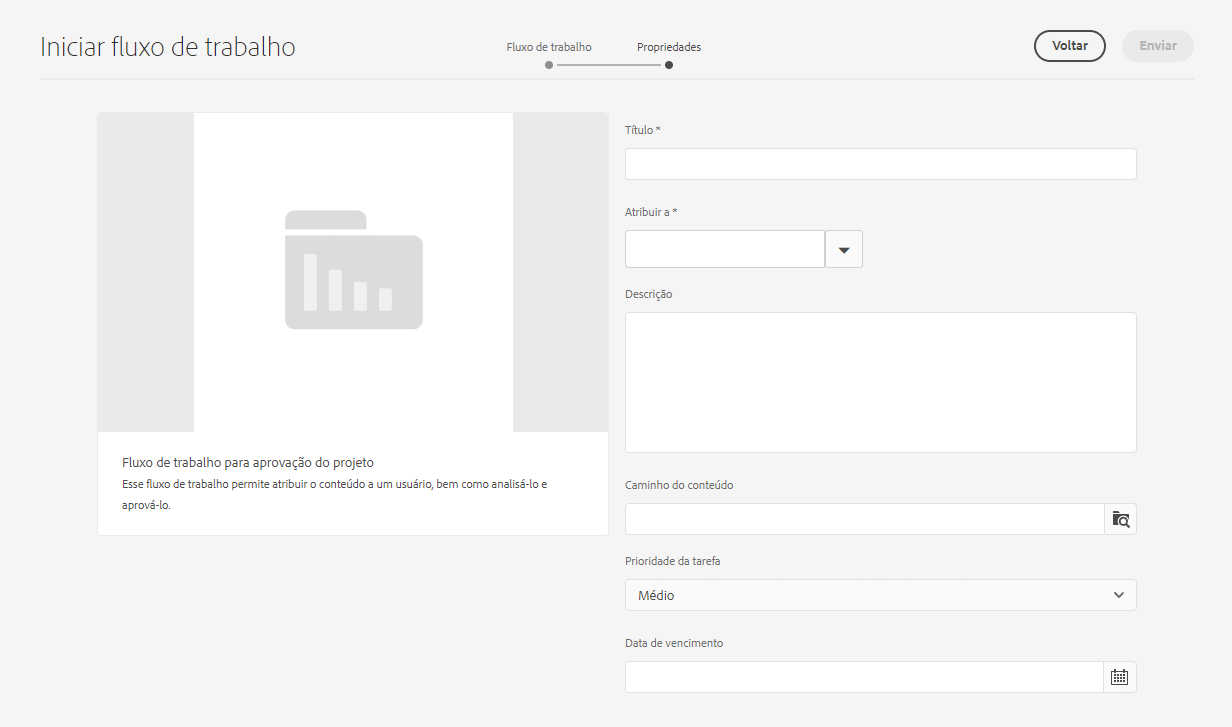 Iniciar fluxo de trabalho
Fluxo de trabalho
Propriedades
Voltar
Enviar
Fluxo de trabalho para aprovação do projeto
Esse fluxo de trabalho permite atribuir o conteúdo a um usuário, bem como analisá-lo e
aprová-lo.
Título *
Atribuir a *
Descrição
Caminho do conteúdo
Prioridade da tarefa
Médio
Data de vencimento